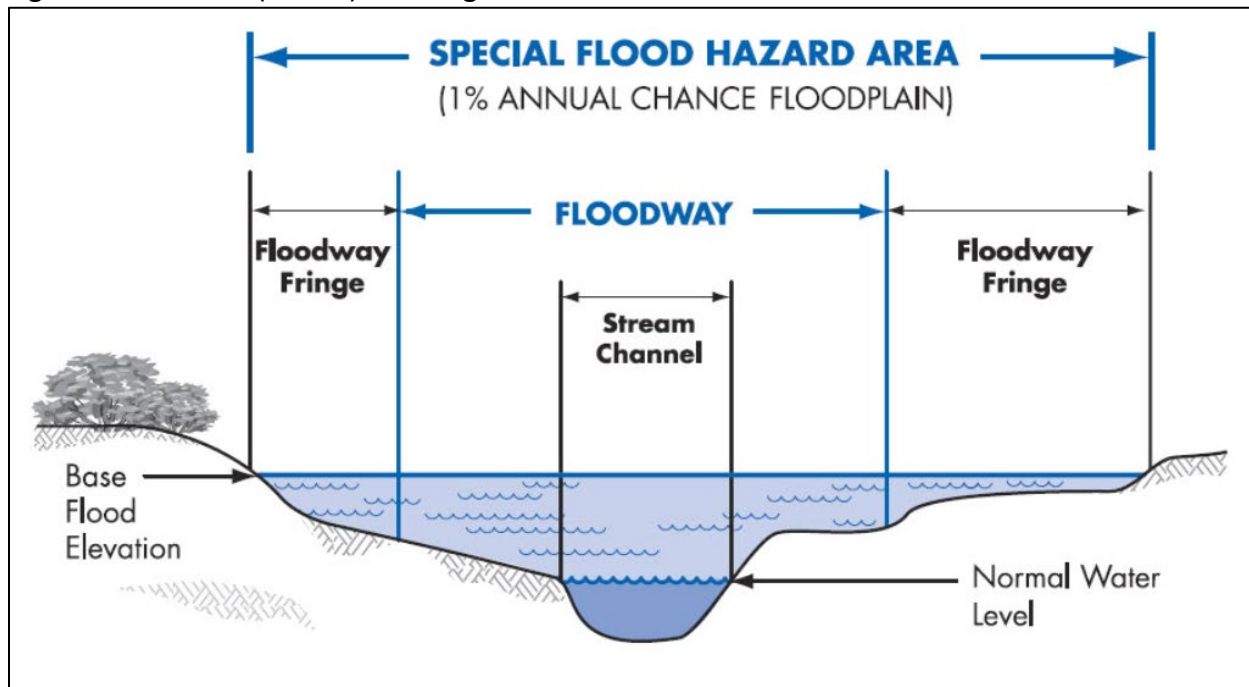 SPECIAL FLOOD HAZARD AREA
(1% ANNUAL CHANCE FLOODPLAIN)
FLOODWAY
Floodway
Fringe
Floodway
Fringe
Stream
Channel
Base
Flood
Elevation
Normal Water
Level